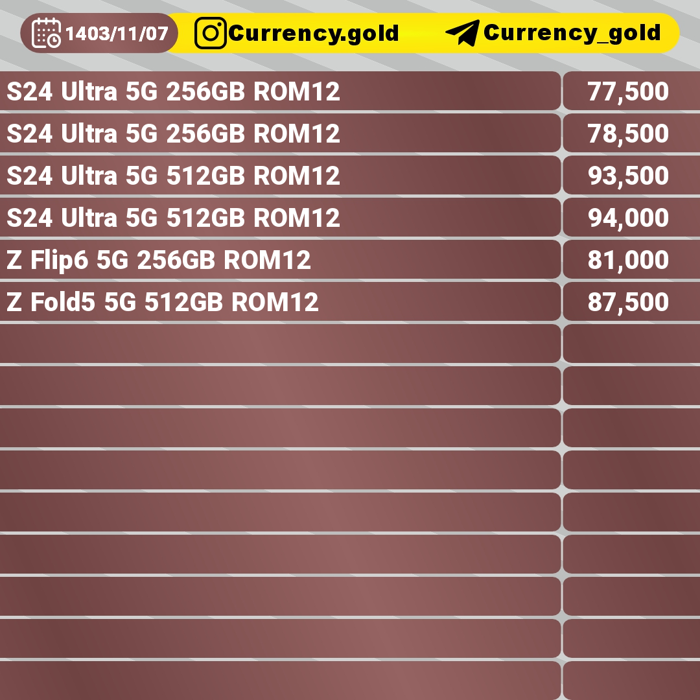 1403/11/07 Currency.gold Currency_gold
S24 Ultra 5G 256GB ROM12 77,500
S24 Ultra 5G 256GB ROM12 78,500
S24 Ultra 5G 512GB ROM12 93,500
S24 Ultra 5G 512GB ROM12 94,000
Z Flip6 5G 256GB ROM12 81,000
Z Fold5 5G 512GB ROM12 87,500